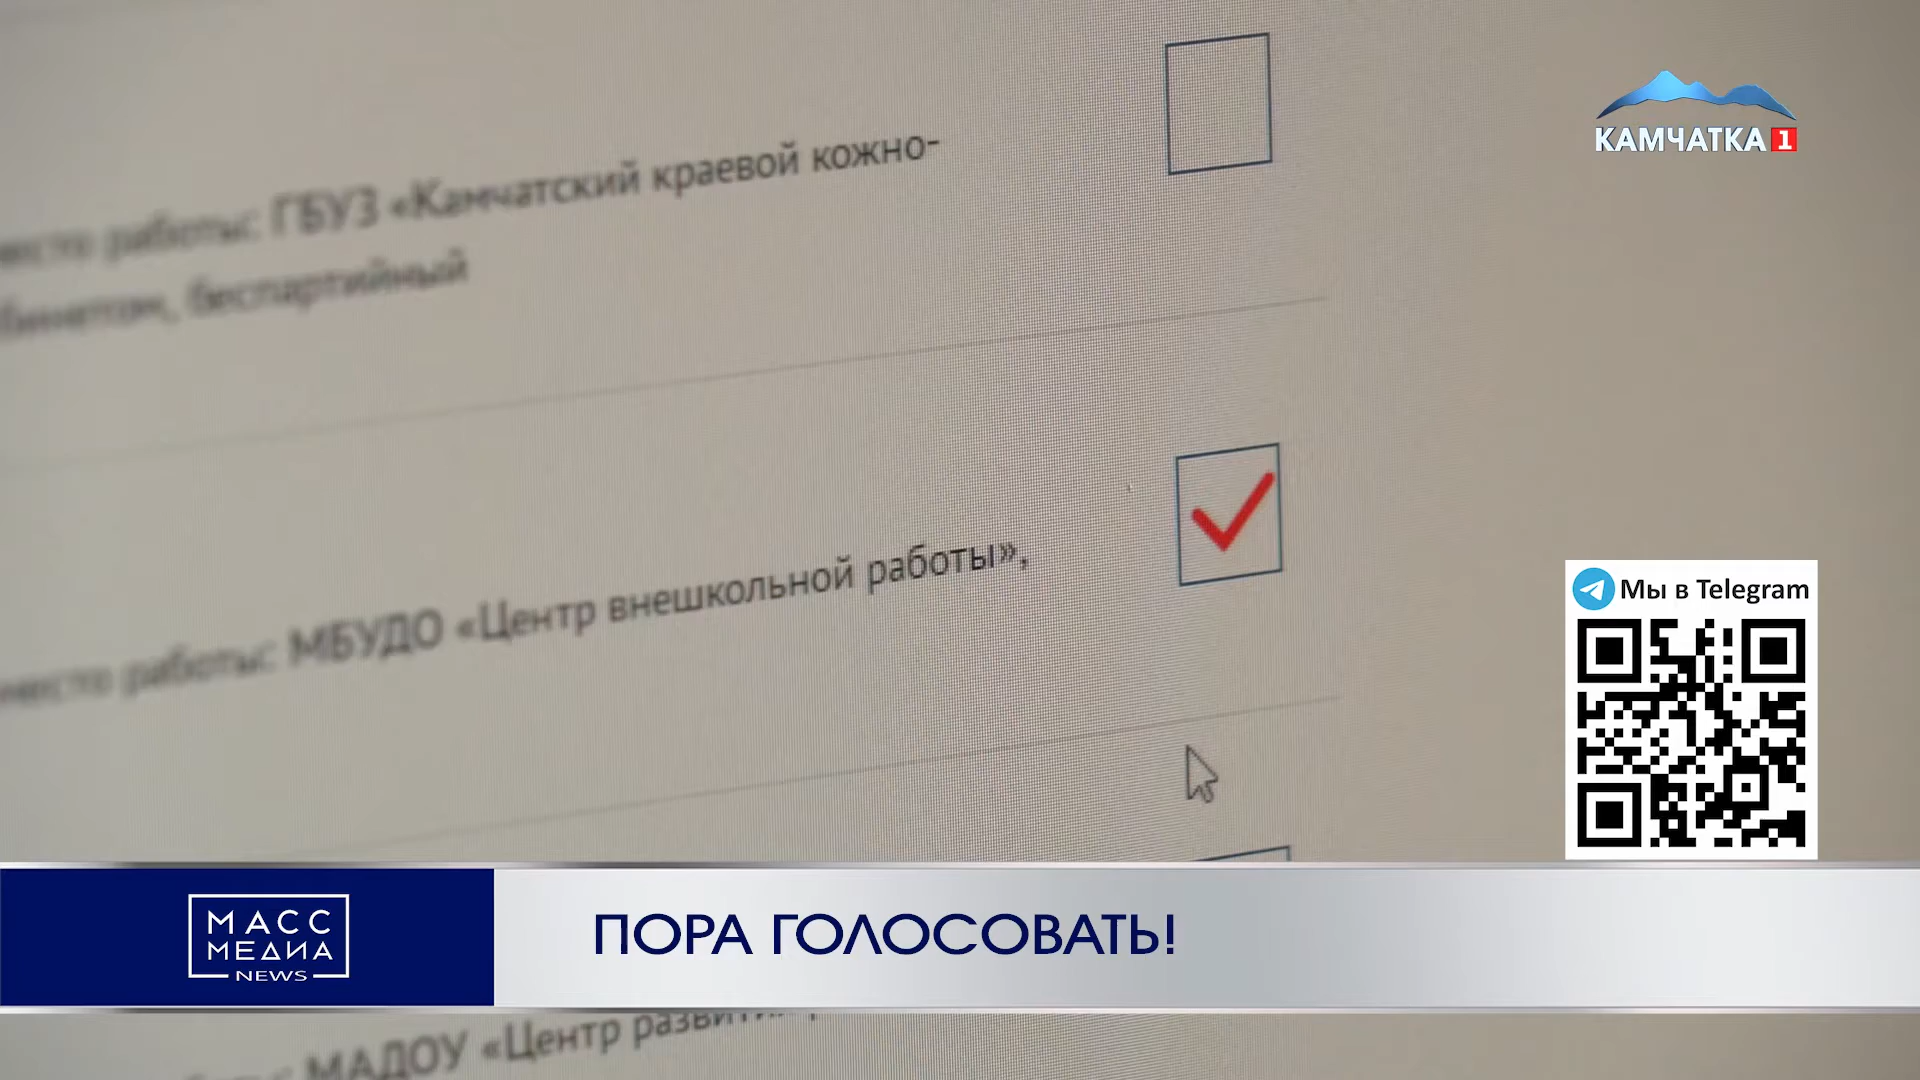 КАМЧАТКА 1
место работы: ГБУЗ «Камчатский краевой кожно-
беспартийный
место работы: МБУДО «Центр внешкольной работы»,
Мы в Telegram
МАСС
МЕДИА
NEWS
ПОРА ГОЛОСОВАТЬ!
МАДОУ «Центр